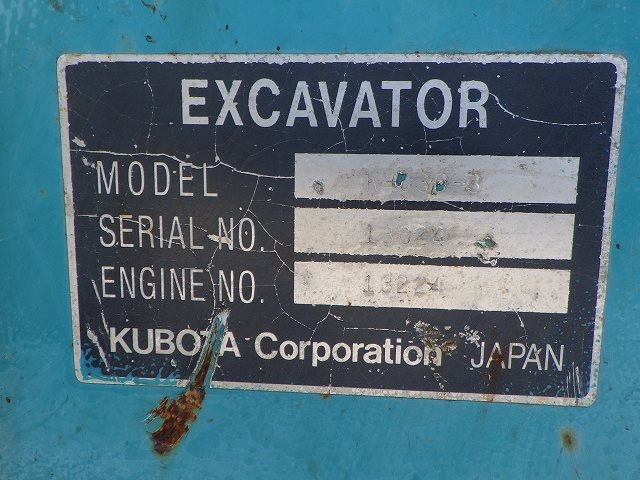 EXCAVATOR
MODEL
SERIAL NO.
ENGINE NO. 13224
KUBOTA Corporation JAPAN